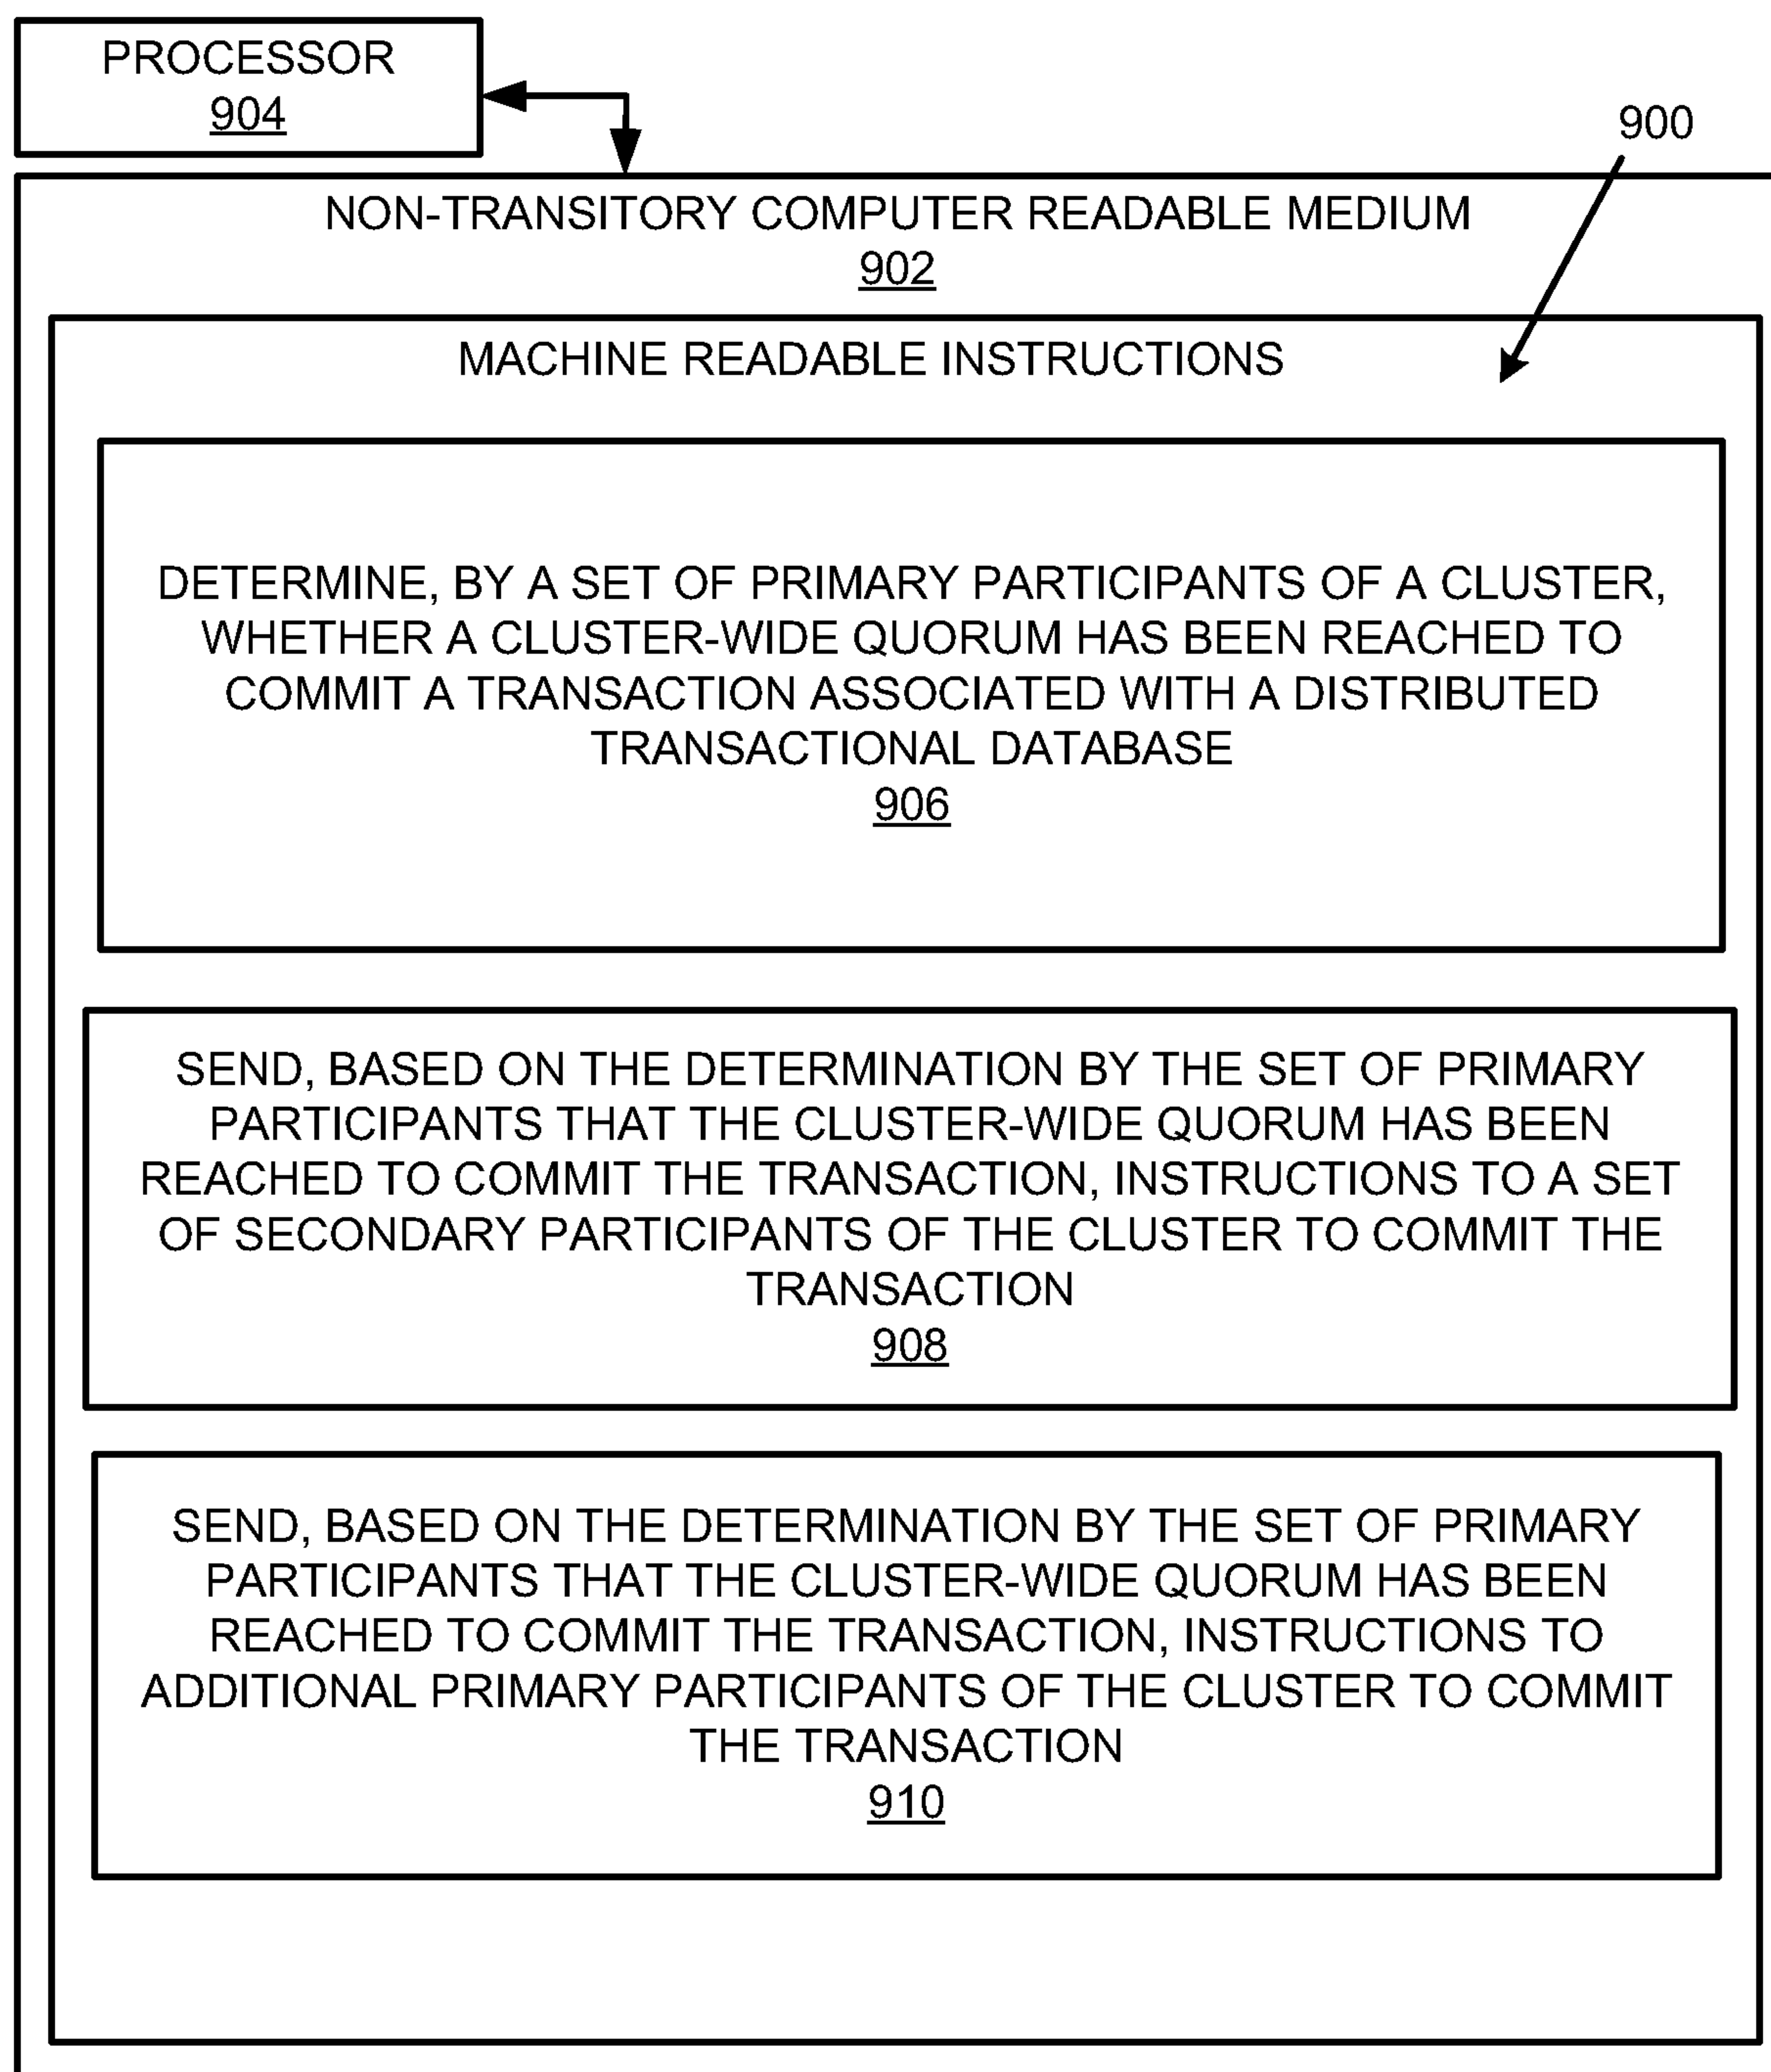 PROCESSOR
904
900
NON-TRANSITORY COMPUTER READABLE MEDIUM
902
MACHINE READABLE INSTRUCTIONS
DETERMINE, BY A SET OF PRIMARY PARTICIPANTS OF A CLUSTER,
WHETHER A CLUSTER-WIDE QUORUM HAS BEEN REACHED TO
COMMIT A TRANSACTION ASSOCIATED WITH A DISTRIBUTED
TRANSACTIONAL DATABASE
906
SEND, BASED ON THE DETERMINATION BY THE SET OF PRIMARY
PARTICIPANTS THAT THE CLUSTER-WIDE QUORUM HAS BEEN
REACHED TO COMMIT THE TRANSACTION, INSTRUCTIONS TO A SET
OF SECONDARY PARTICIPANTS OF THE CLUSTER TO COMMIT THE
TRANSACTION
908
SEND, BASED ON THE DETERMINATION BY THE SET OF PRIMARY
PARTICIPANTS THAT THE CLUSTER-WIDE QUORUM HAS BEEN
REACHED TO COMMIT THE TRANSACTION, INSTRUCTIONS TO
ADDITIONAL PRIMARY PARTICIPANTS OF THE CLUSTER TO COMMIT
THE TRANSACTION
910